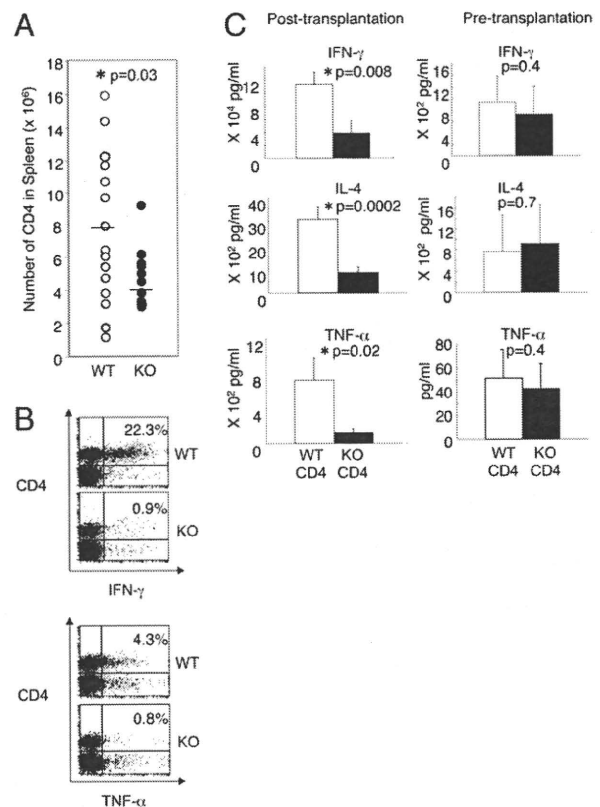 A
Number of CD4 in Spleen (x 10⁶)
18
16
14
12
10
8
6
4
2
0
* p=0.03
WT KO
B
CD4
22.3%
WT
0.9%
KO
IFN-γ
CD4
4.3%
WT
0.8%
KO
TNF-α
C
Post-transplantation
IFN-γ
* p=0.008
X 10⁴ pg/ml
12
8
4
0
IL-4
* p=0.0002
X 10² pg/ml
40
30
20
10
0
TNF-α
* p=0.02
X 10² pg/ml
12
8
4
0
WT KO
CD4 CD4
Pre-transplantation
IFN-γ
p=0.4
X 10² pg/ml
16
12
8
4
0
IL-4
p=0.7
X 10² pg/ml
16
12
8
4
0
TNF-α
p=0.4
pg/ml
80
60
40
20
0
WT KO
CD4 CD4